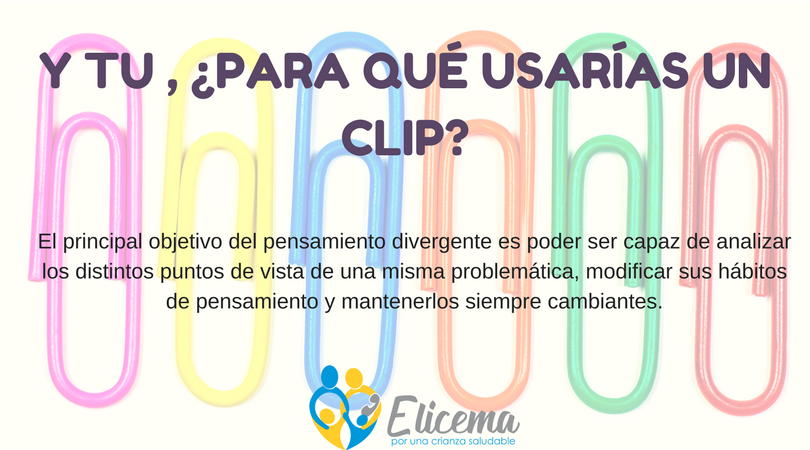 Y TU , ¿PARA QUÉ USARÍAS UN
CLIP?
El principal objetivo del pensamiento divergente es poder ser capaz de analizar
los distintos puntos de vista de una misma problemática, modificar sus hábitos
de pensamiento y mantenerlos siempre cambiantes.
Elicema
por una crianza saludable